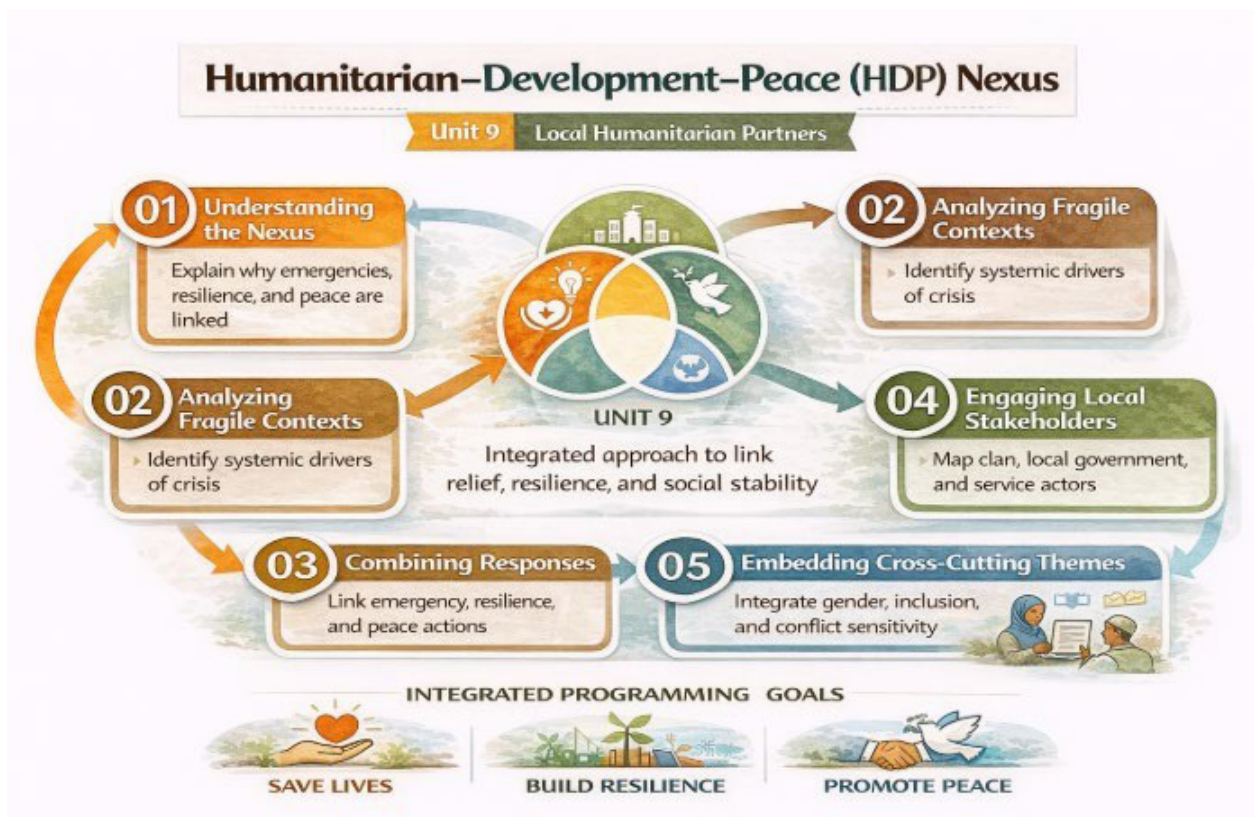 Humanitarian–Development–Peace (HDP) Nexus
Unit 9 Local Humanitarian Partners
01 Understanding
the Nexus
Explain why emergencies,
resilience, and peace are
linked
02 Analyzing Fragile
Contexts
Identify systemic drivers
of crisis
02 Analyzing
Fragile Contexts
Identify systemic drivers
of crisis
UNIT 9
Integrated approach to link
relief, resilience, and social stability
04 Engaging Local
Stakeholders
Map clan, local government,
and service actors
03 Combining Responses
Link emergency, resilience,
and peace actions
05 Embedding Cross-Cutting Themes
Integrate gender, inclusion,
and conflict sensitivity
INTEGRATED PROGRAMMING GOALS
SAVE LIVES
BUILD RESILIENCE
PROMOTE PEACE